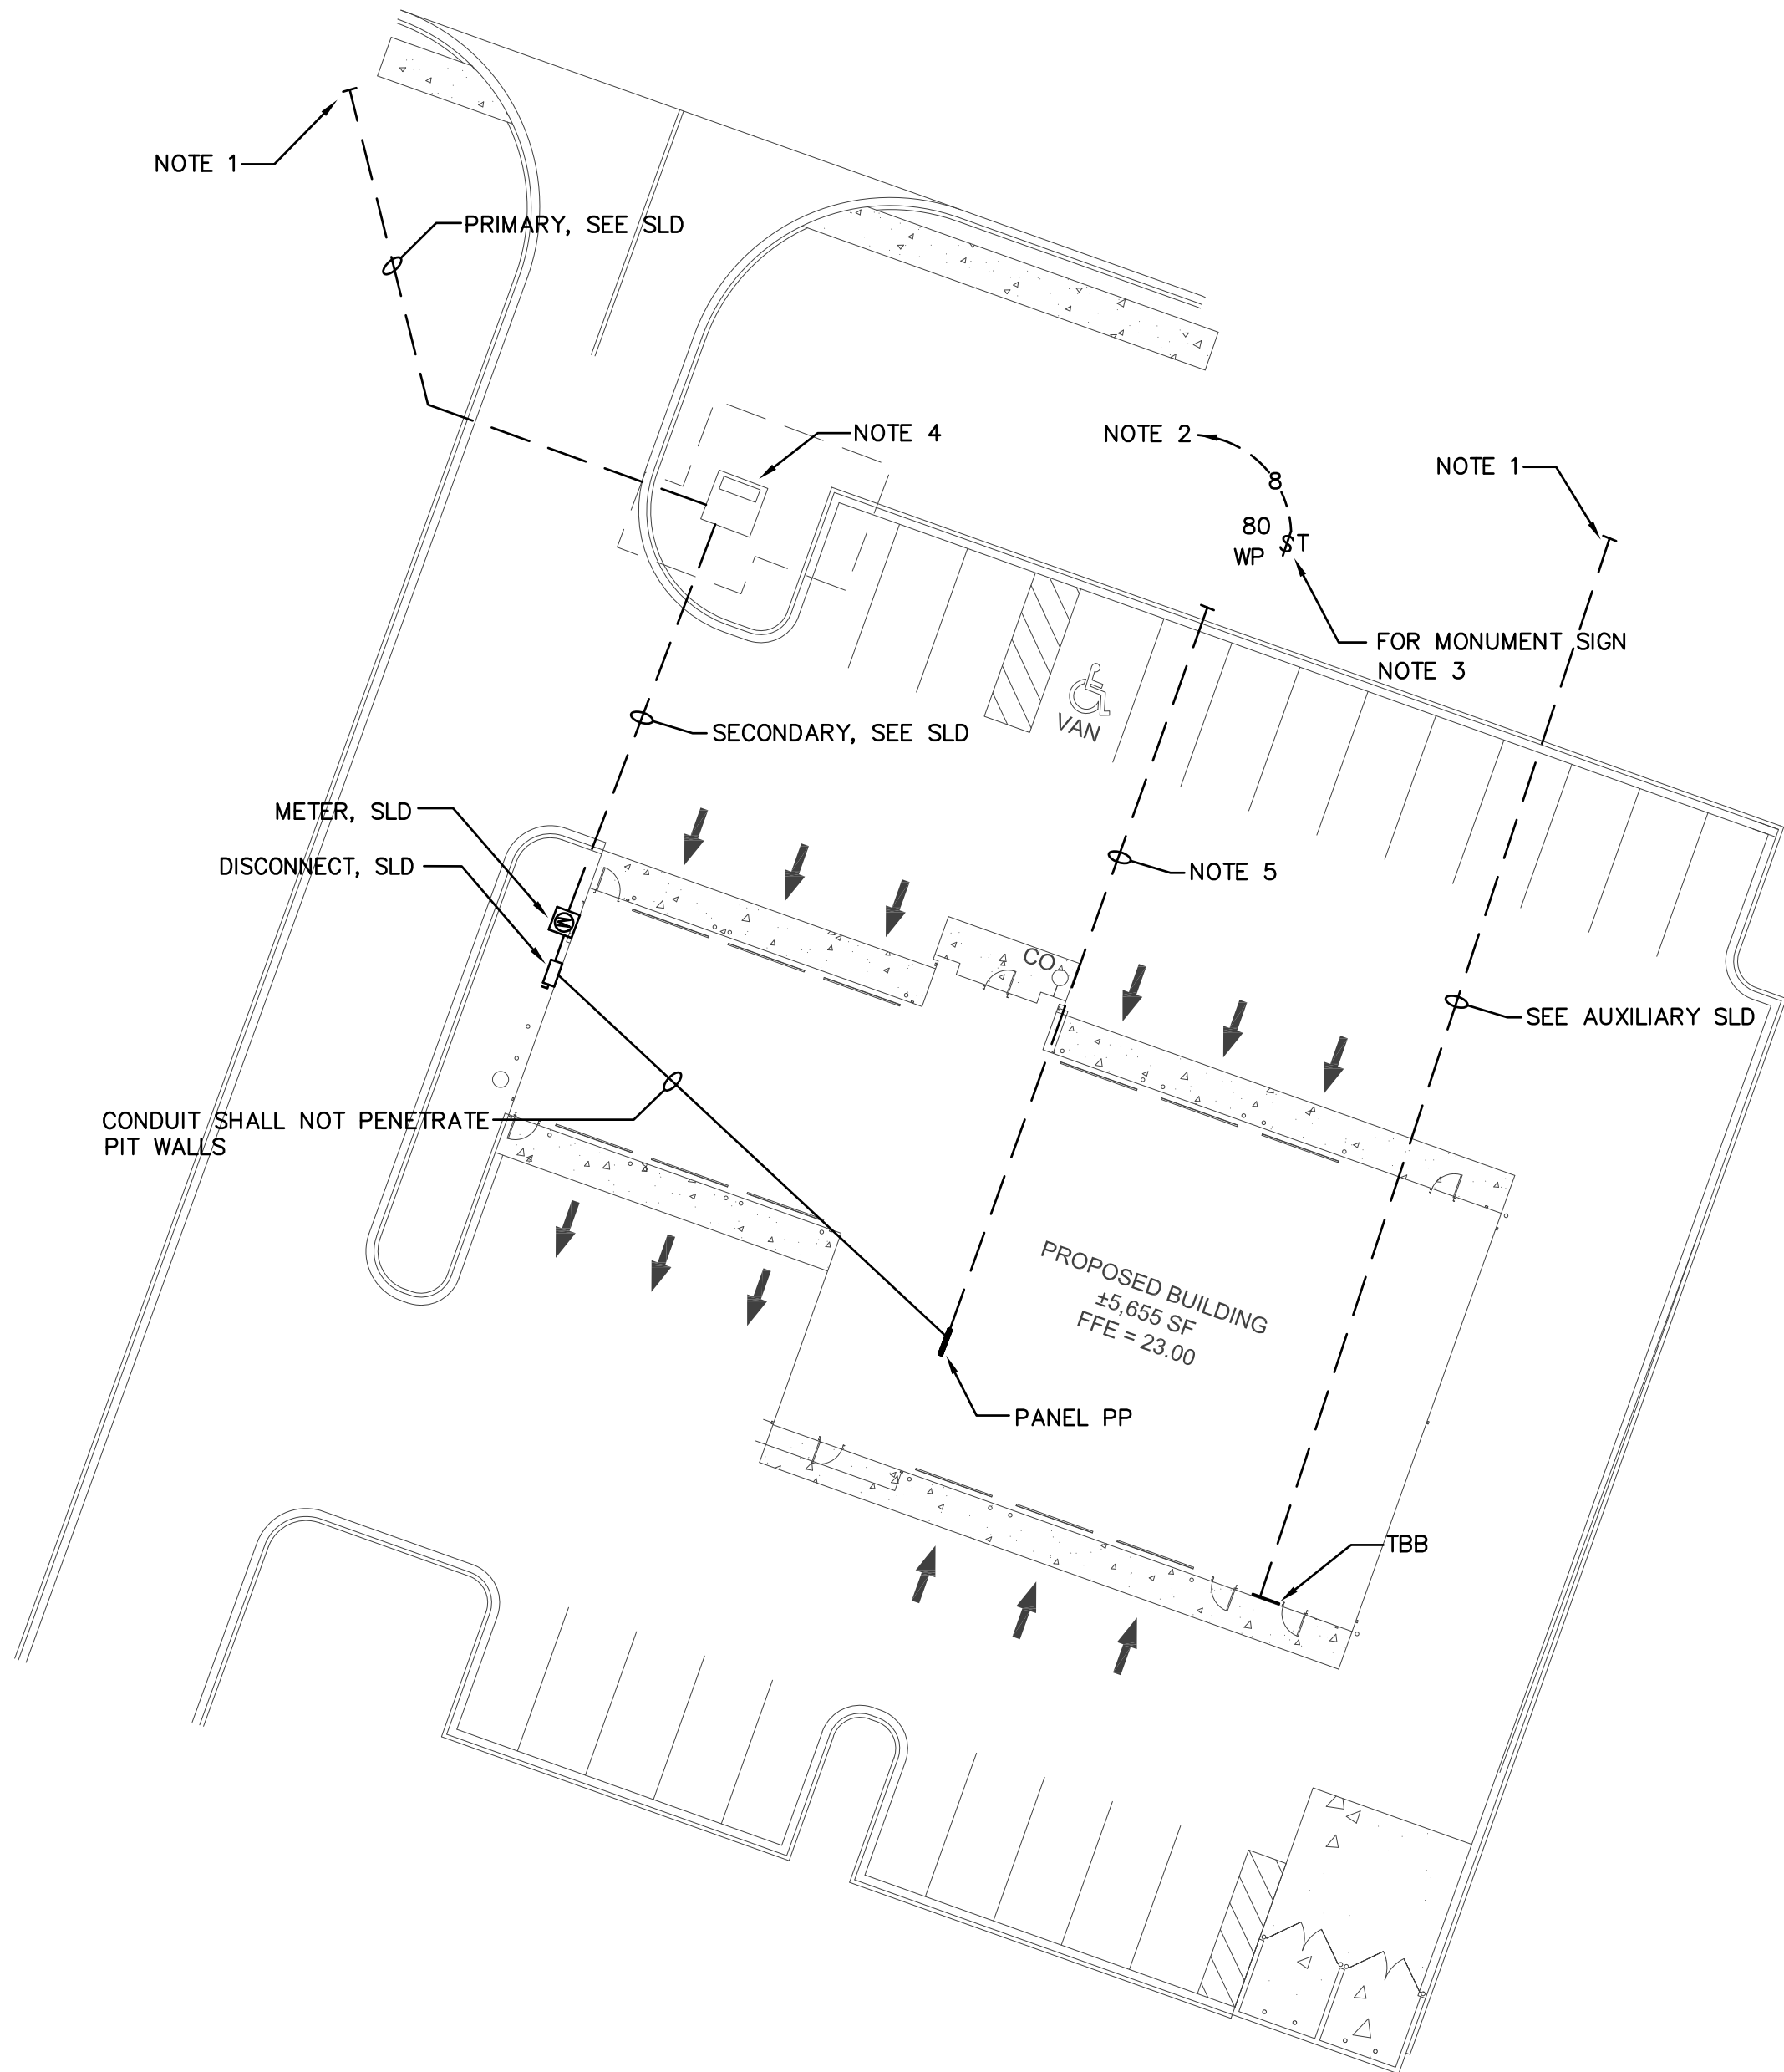 NOTE 1
PRIMARY, SEE SLD
NOTE 4
NOTE 2
8
80
WP ST
NOTE 1
FOR MONUMENT SIGN
NOTE 3
VAN
SECONDARY, SEE SLD
METER, SLD
DISCONNECT, SLD
M
NOTE 5
CO
SEE AUXILIARY SLD
CONDUIT SHALL NOT PENETRATE
PIT WALLS
PROPOSED BUILDING
±5,655 SF
FFE = 23.00
PANEL PP
TBB